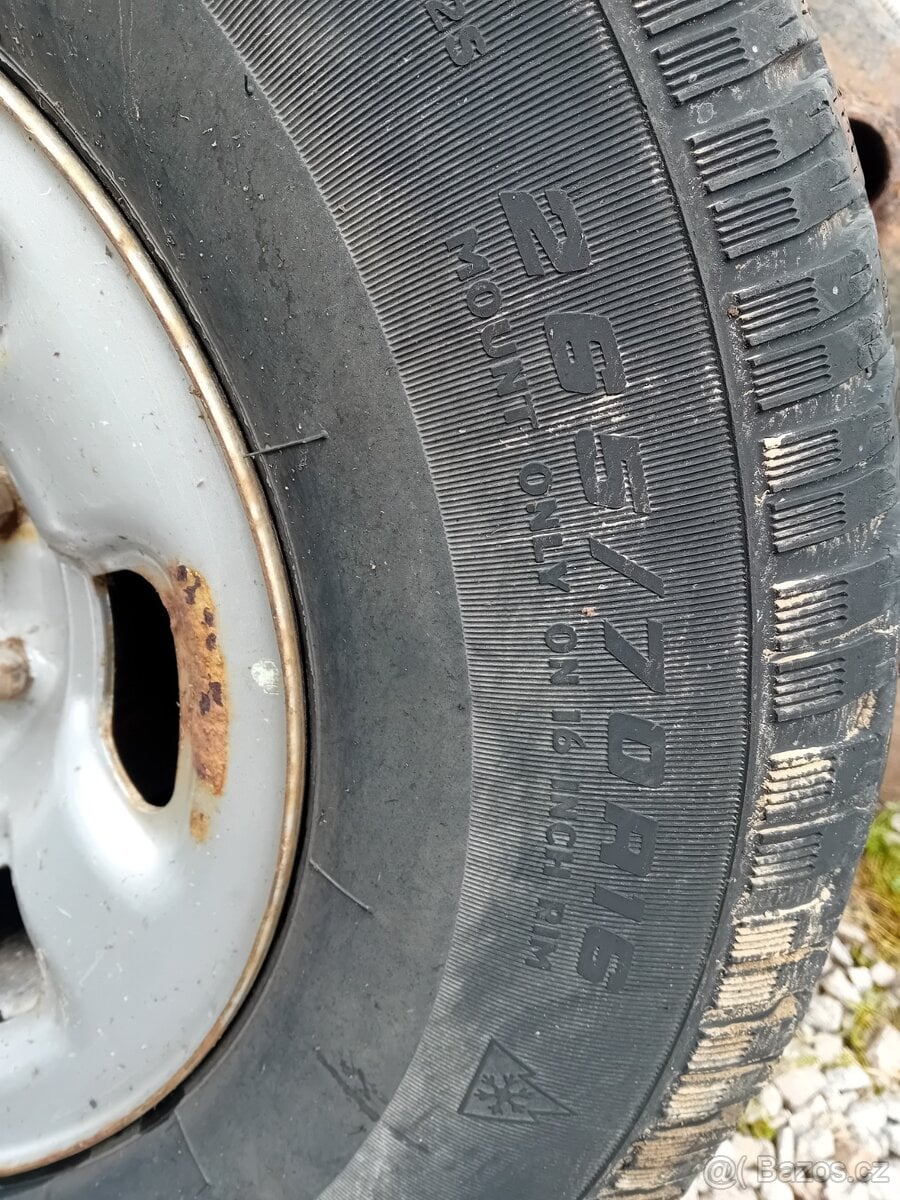 265/70R16
MOUNT ONLY ON 16 INCH RIM
@ Bazos.cz